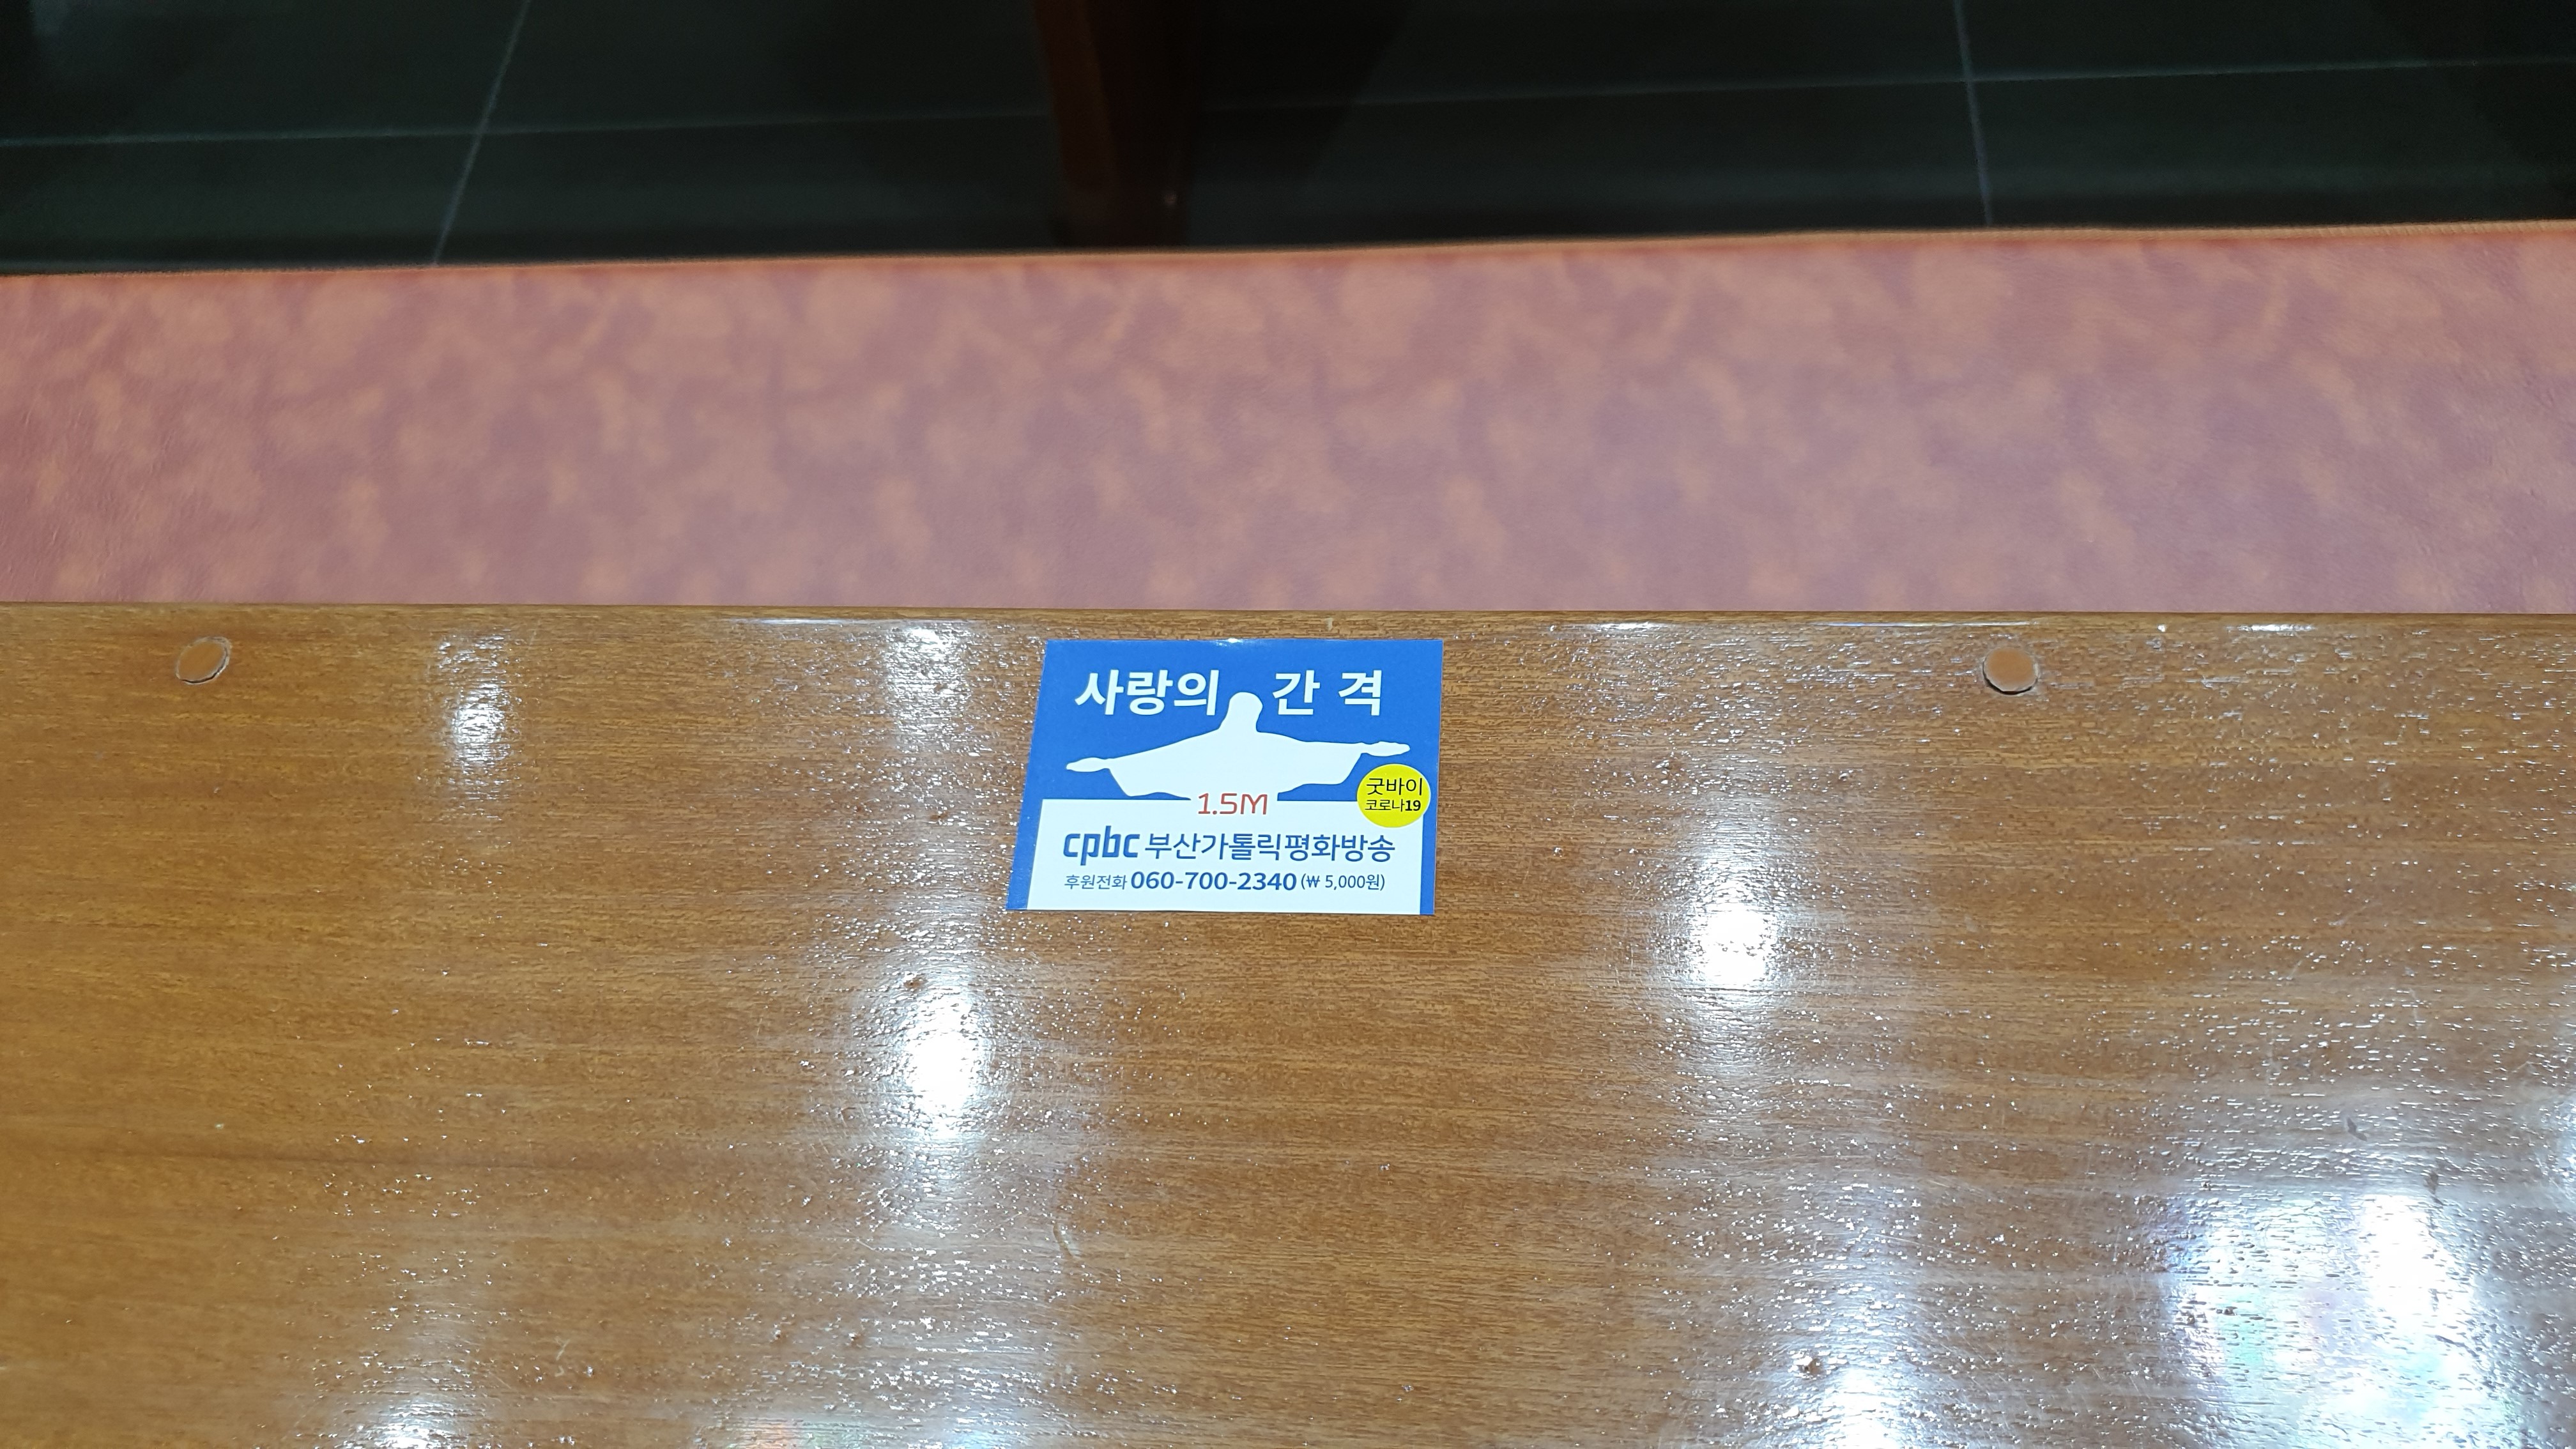 사랑의 간격
1.5M
굿바이
코로나19
cpbc 부산가톨릭평화방송
후원전화 060-700-2340 (₩ 5,000원)